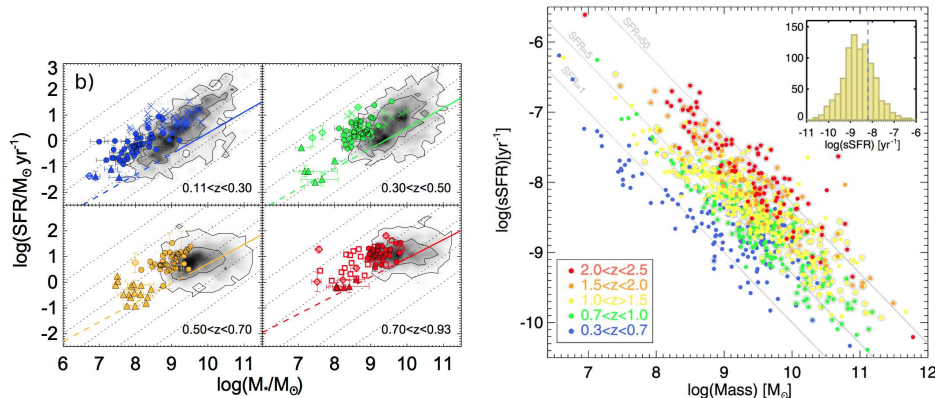 b)
log(SFR/M⊙ yr-1)
3
2
1
0
-1
-2
0.11<z<0.30
0.30<z<0.50
2
1
0
-1
-2
0.50<z<0.70
0.70<z<0.93
6 7 8 9 10 11 7 8 9 10 11
log(M⋆/M⊙)
log(sSFR)[yr-1]
-6
-7
-8
-9
-10
SFR=50
SFR=5
SFR=1
150
100
50
0
-11 -10 -9 -8 -7 -6
log(sSFR) [yr-1]
2.0<z<2.5
1.5<z<2.0
1.0<z>1.5
0.7<z<1.0
0.3<z<0.7
7 8 9 10 11 12
log(Mass) [M⊙]